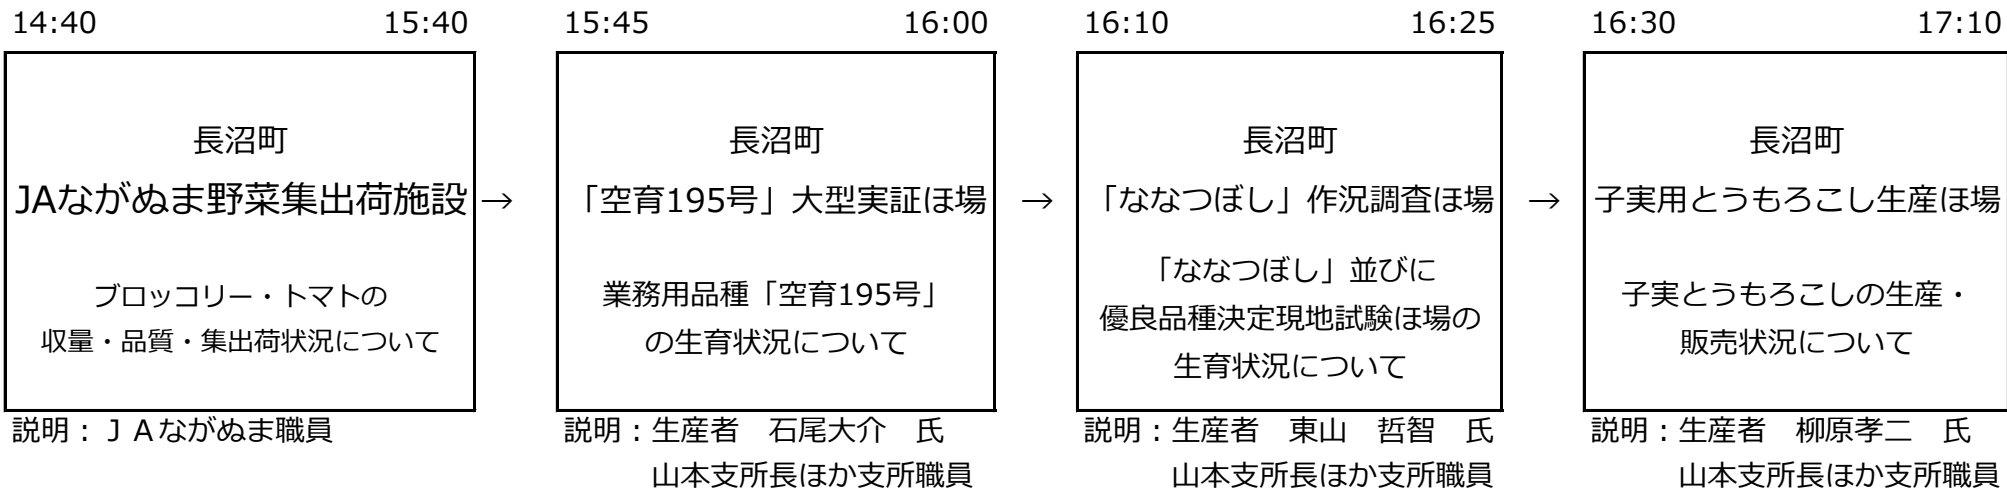 14:40 15:40
長沼町
JAながぬま野菜集出荷施設
ブロッコリー・トマトの
収量・品質・集出荷状況について
説明：ＪＡながぬま職員
→
15:45 16:00
長沼町
「空育195号」大型実証ほ場
業務用品種「空育195号」
の生育状況について
説明：生産者　石尾大介　氏
山本支所長ほか支所職員
→
16:10 16:25
長沼町
「ななつぼし」作況調査ほ場
「ななつぼし」並びに
優良品種決定現地試験ほ場の
生育状況について
説明：生産者　東山　哲智　氏
山本支所長ほか支所職員
→
16:30 17:10
長沼町
子実用とうもろこし生産ほ場
子実とうもろこしの生産・
販売状況について
説明：生産者　柳原孝二　氏
山本支所長ほか支所職員